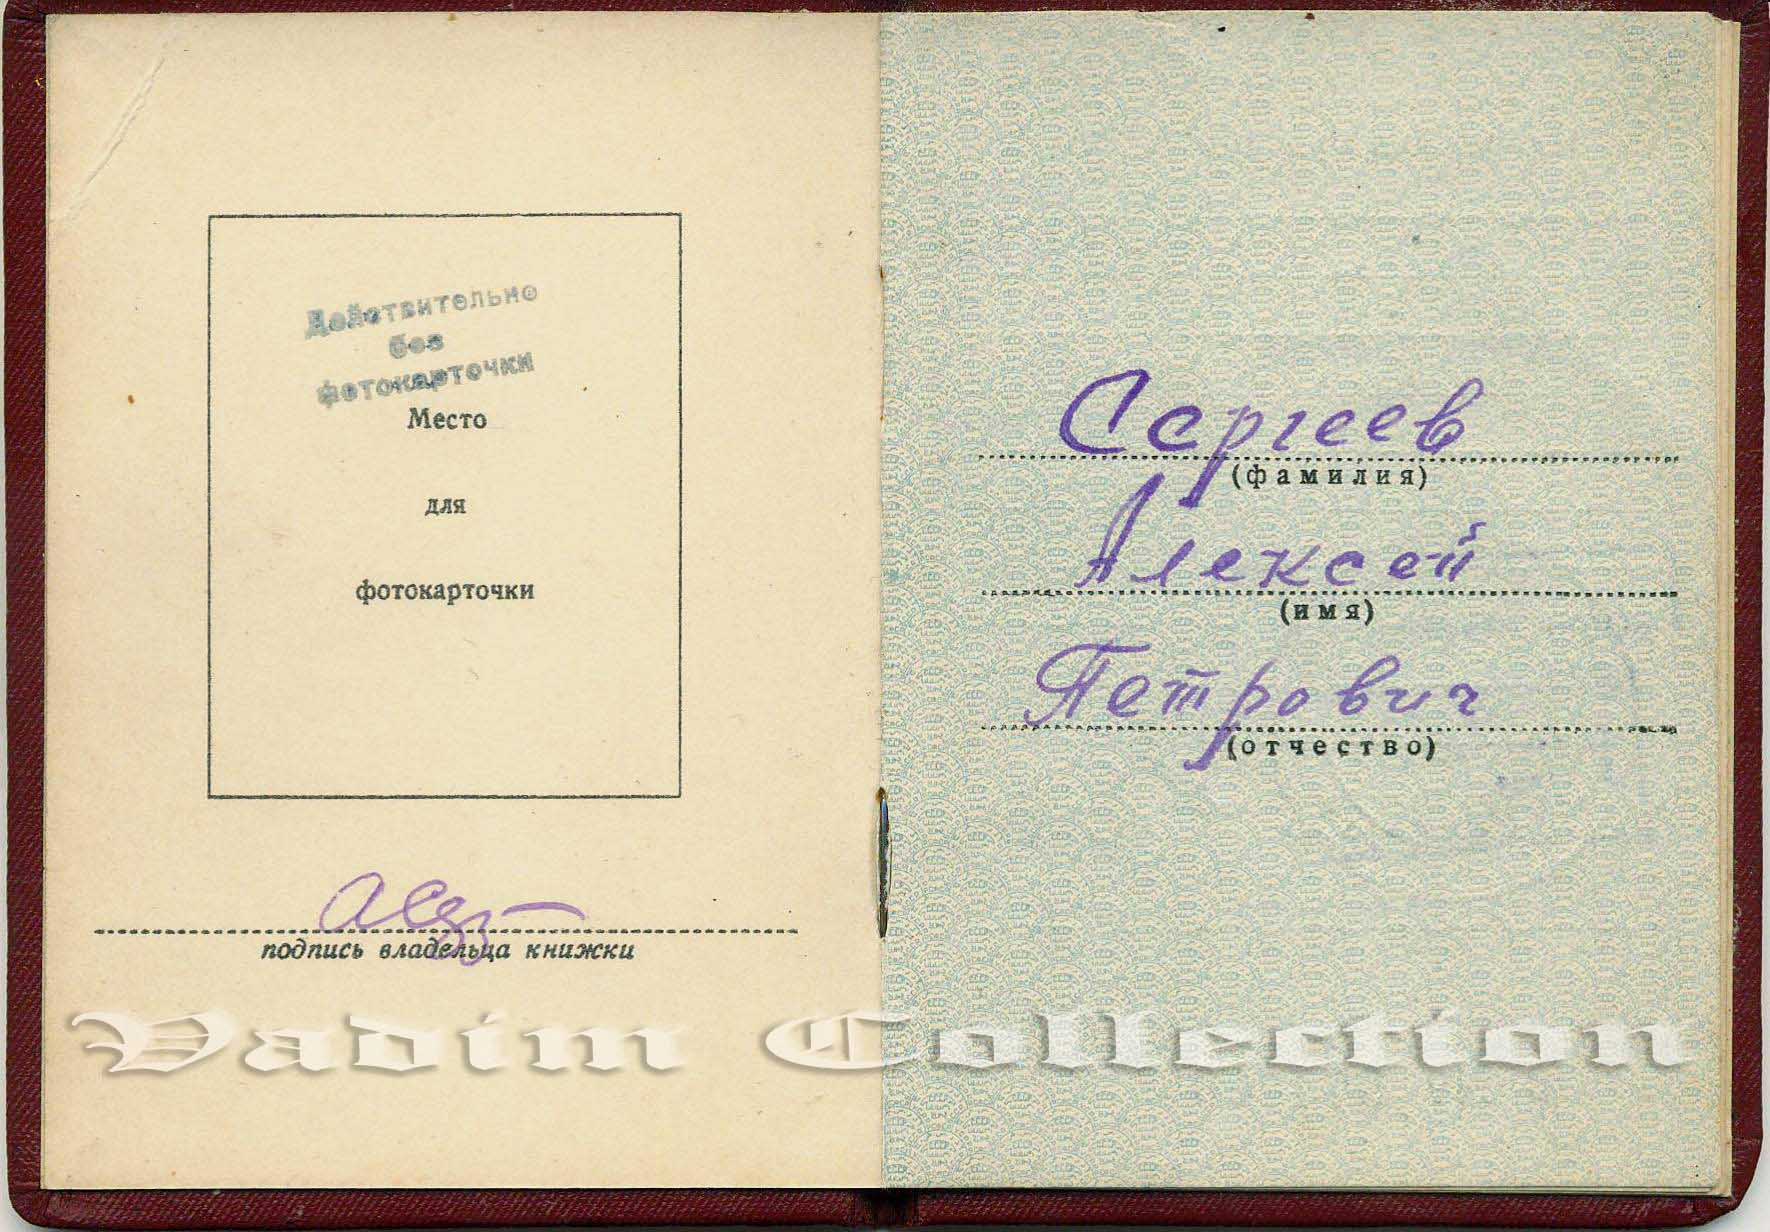 Действительно
без
фотокарточки
Место
для
фотокарточки
подпись владельца книжки
Сергеев
(фамилия)
Алексей
(имя)
Петрович
(отчество)
Vadim Collection